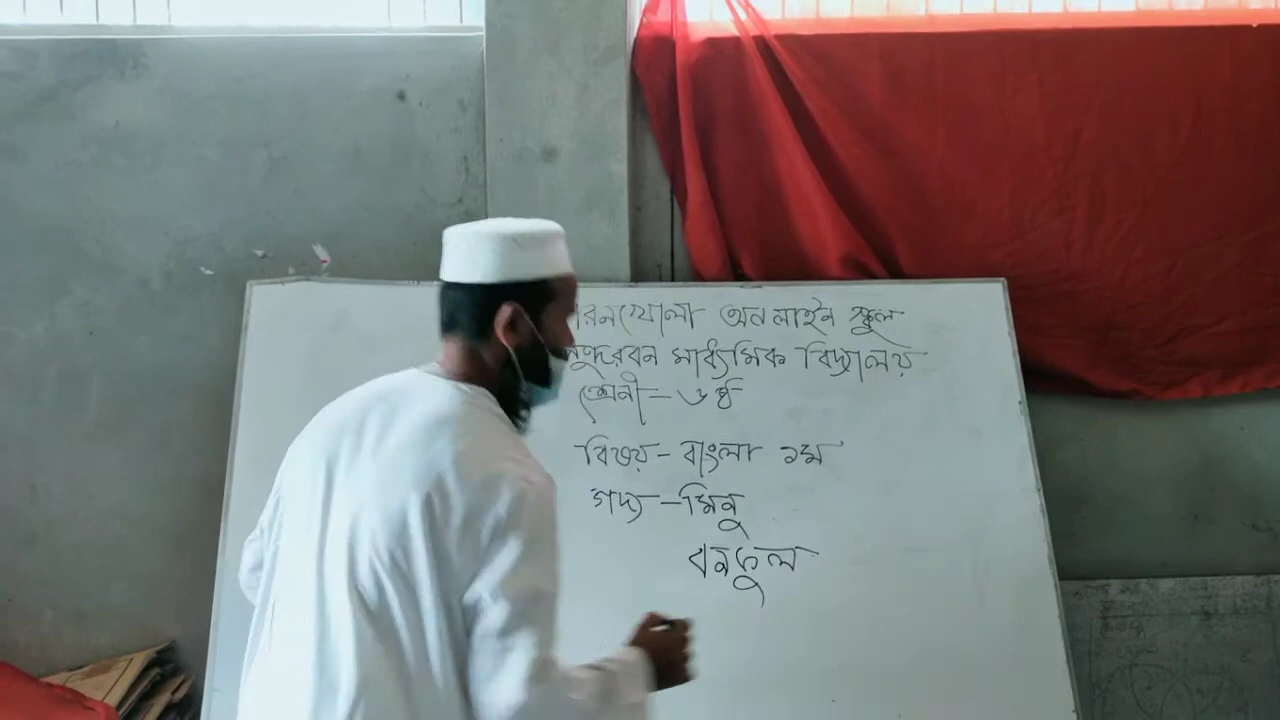 রনখোলা অনলাইন স্কুল
সুন্দরবন মাধ্যমিক বিদ্যালয়
শ্রেনী - ৬ষ্ঠ
বিষয় - বাংলা ১ম
গদ্য - মিনু
বনফুল